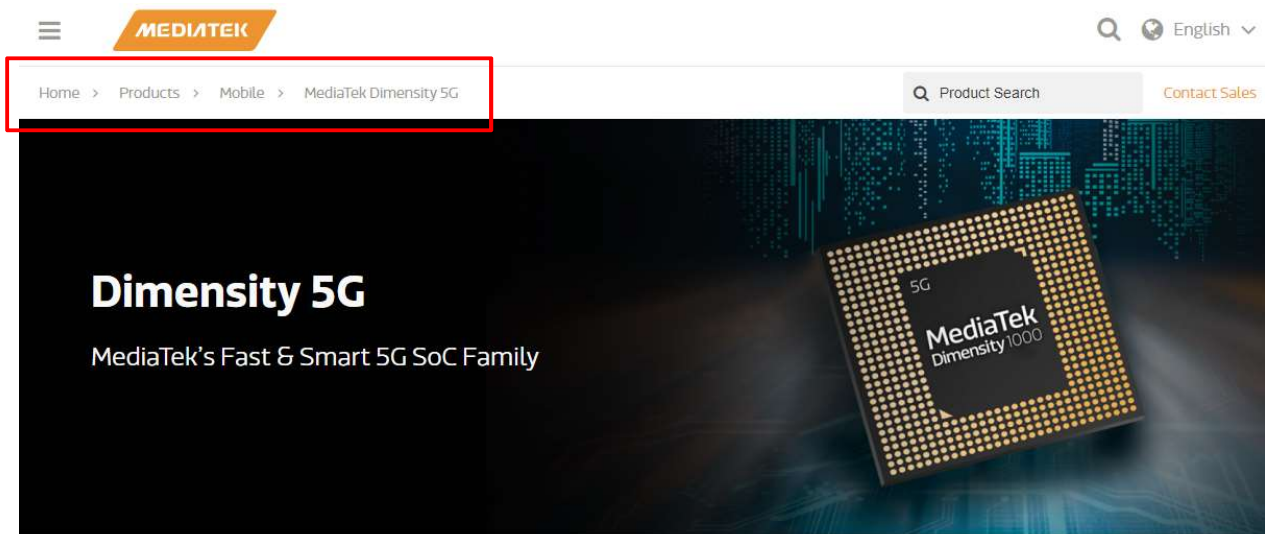 MEDIATEK
English
Home > Products > Mobile > MediaTek Dimensity 5G
Product Search
Contact Sales
Dimensity 5G
MediaTek's Fast & Smart 5G SoC Family
5G
MediaTek
Dimensity 1000